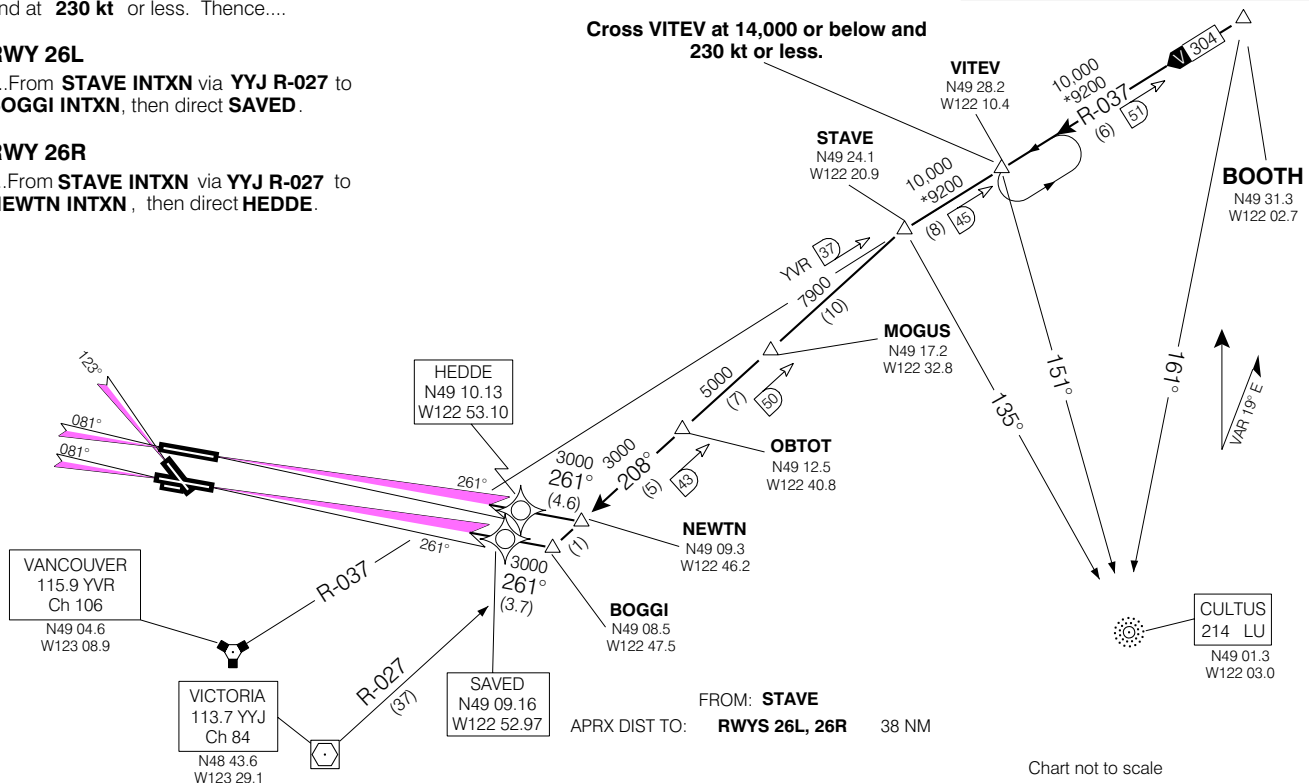 nd at 230 kt or less. Thence....
RWY 26L
..From STAVE INTXN via YYJ R-027 to
BOGGI INTXN, then direct SAVED.
RWY 26R
..From STAVE INTXN via YYJ R-027 to
NEWTN INTXN, then direct HEDDE.
Cross VITEV at 14,000 or below and
230 kt or less.
V 304
BOOTH
N49 31.3
W122 02.7
10,000
*9200
R-037
(6)
51
VITEV
N49 28.2
W122 10.4
STAVE
N49 24.1
W122 20.9
10,000
*9200
(8)
45
YVR 37
7900
(10)
MOGUS
N49 17.2
W122 32.8
5000
(7)
50
OBTOT
N49 12.5
W122 40.8
3000
208°
(5)
43
NEWTN
N49 09.3
W122 46.2
(1)
BOGGI
N49 08.5
W122 47.5
HEDDE
N49 10.13
W122 53.10
3000
261°
(4.6)
3000
261°
(3.7)
SAVED
N49 09.16
W122 52.97
123°
081°
081°
261°
261°
VANCOUVER
115.9 YVR
Ch 106
N49 04.6
W123 08.9
R-037
VICTORIA
113.7 YYJ
Ch 84
N48 43.6
W123 29.1
R-027
(37)
135°
151°
161°
VAR 19° E
CULTUS
214 LU
N49 01.3
W122 03.0
FROM: STAVE
APRX DIST TO: RWYS 26L, 26R 38 NM
Chart not to scale